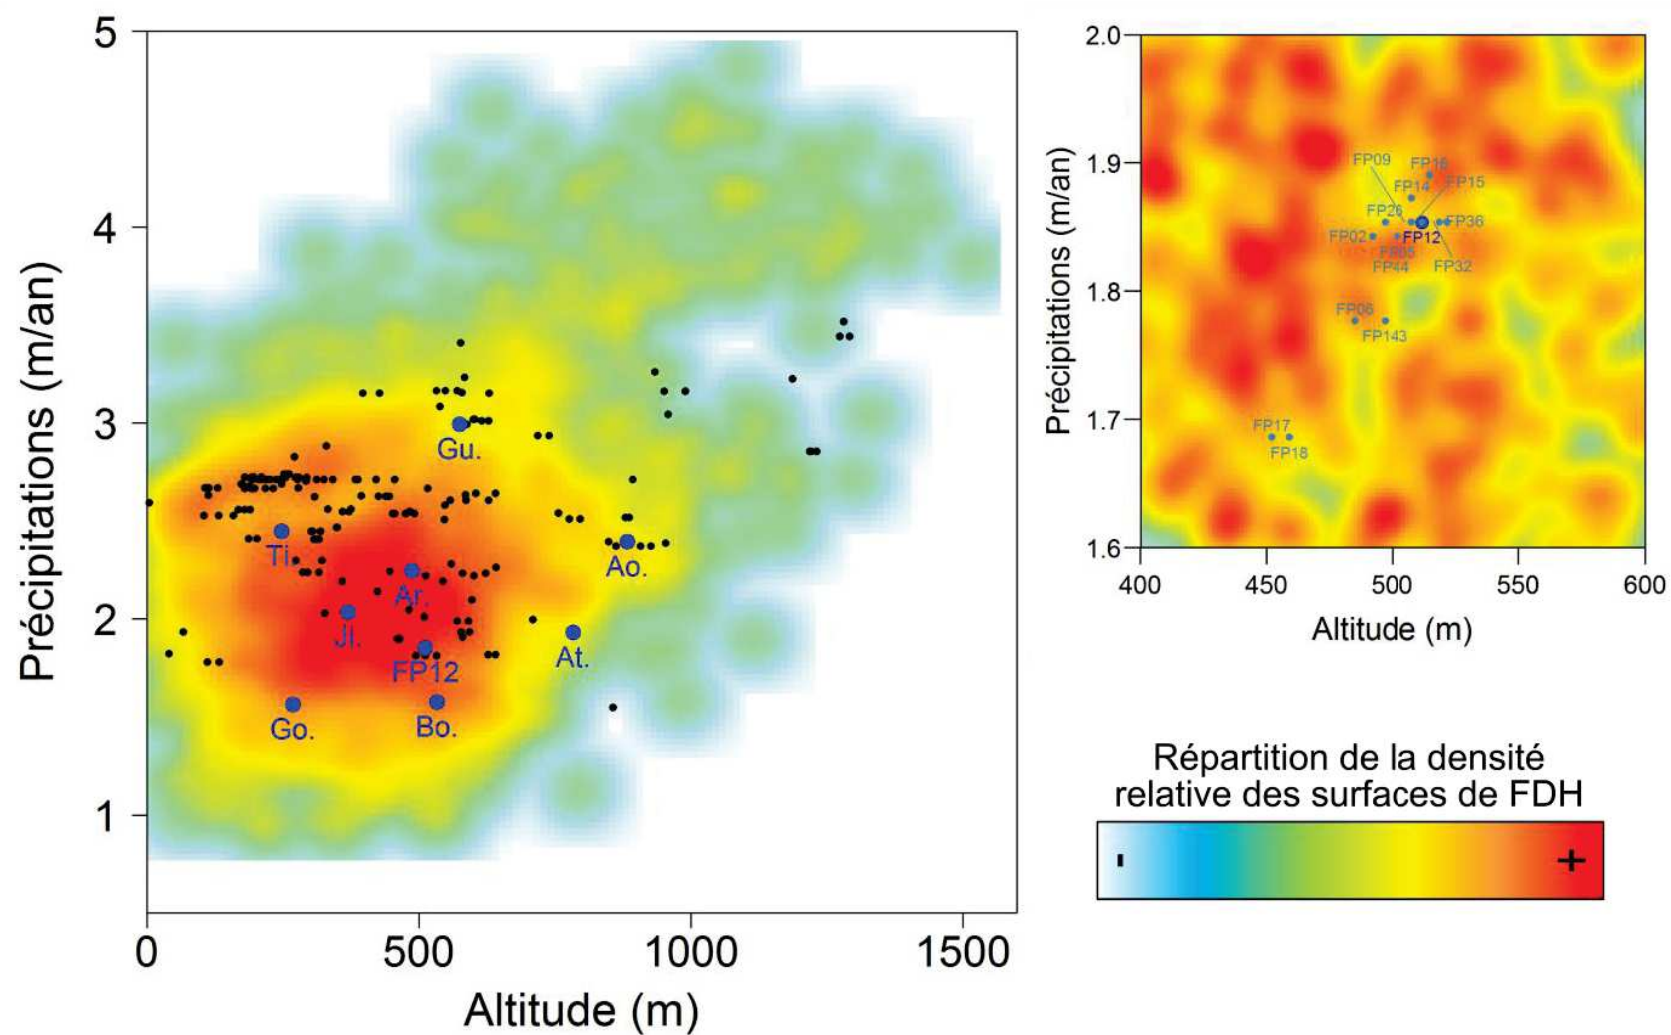 5
4
3
2
1
Précipitations (m/an)
0
500
1000
1500
Altitude (m)
Gu.
Ti.
Ao.
Ar.
Ji.
At.
FP12
Go.
Bo.
2.0
1.9
1.8
1.7
1.6
Précipitations (m/an)
400
450
500
550
600
Altitude (m)
FP09
FP16
FP14
FP15
FP26
FP36
FP02
FP12
FP44
FP32
FP06
FP143
FP17
FP18
Répartition de la densité
relative des surfaces de FDH
-
+